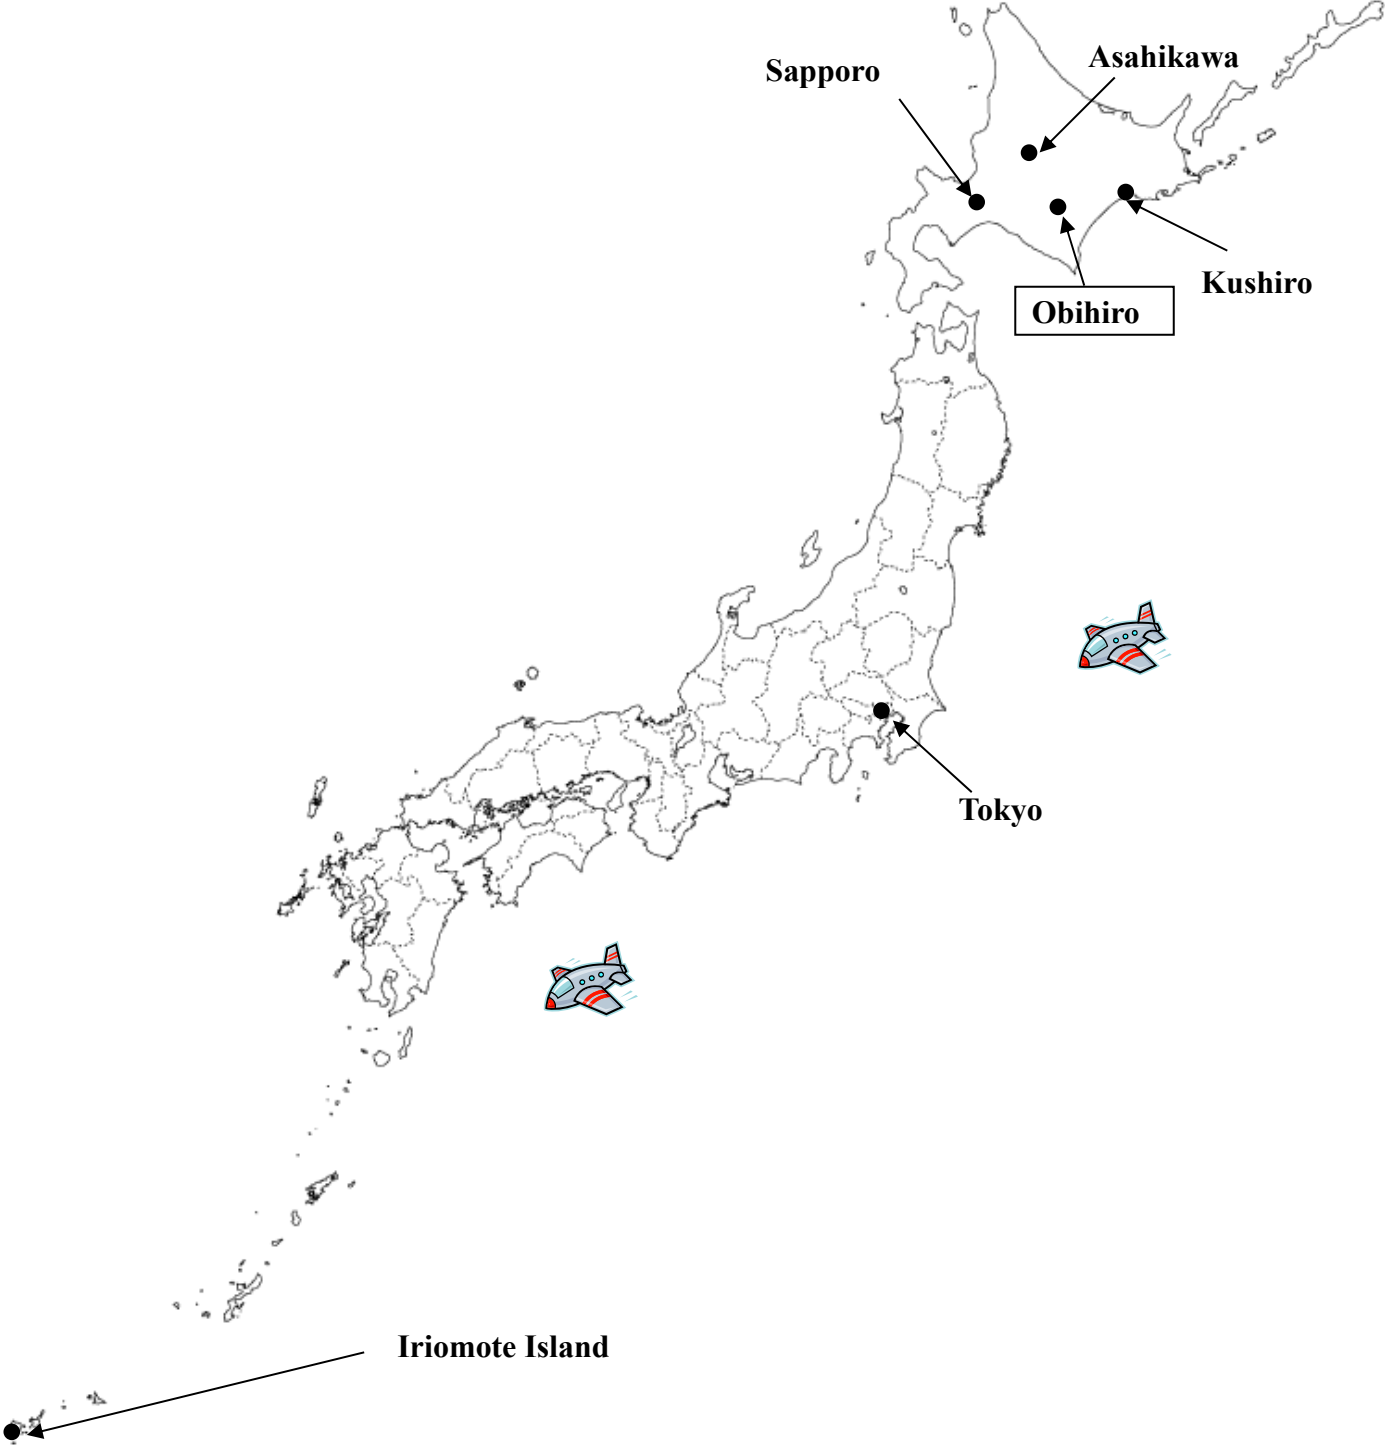 Asahikawa
Sapporo
Kushiro
Obihiro
Tokyo
Iriomote Island